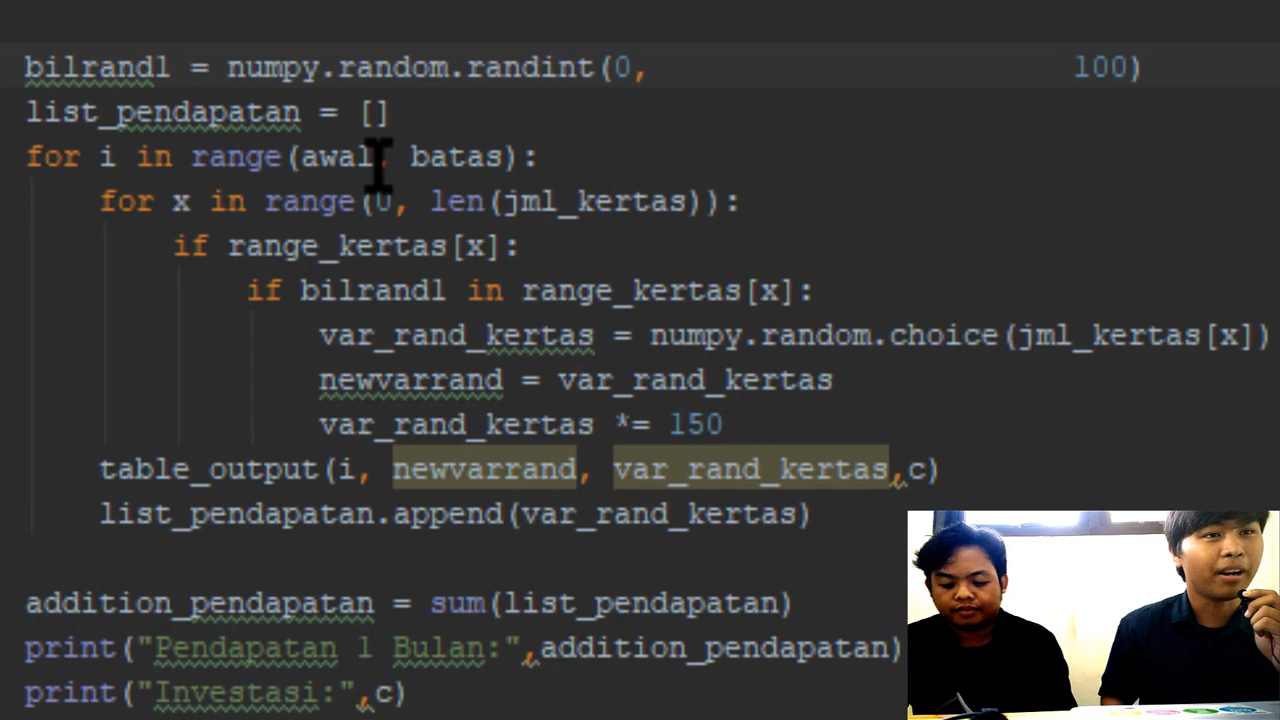 bilrand1 = numpy.random.randint(0, 100)
list_pendapatan = []
for i in range(awal, batas):
for x in range(0, len(jml_kertas)):
if range_kertas[x]:
if bilrand1 in range_kertas[x]:
var_rand_kertas = numpy.random.choice(jml_kertas[x])
newvarrand = var_rand_kertas
var_rand_kertas *= 150
table_output(i, newvarrand, var_rand_kertas,c)
list_pendapatan.append(var_rand_kertas)
addition_pendapatan = sum(list_pendapatan)
print("Pendapatan 1 Bulan:",addition_pendapatan)
print("Investasi:",c)